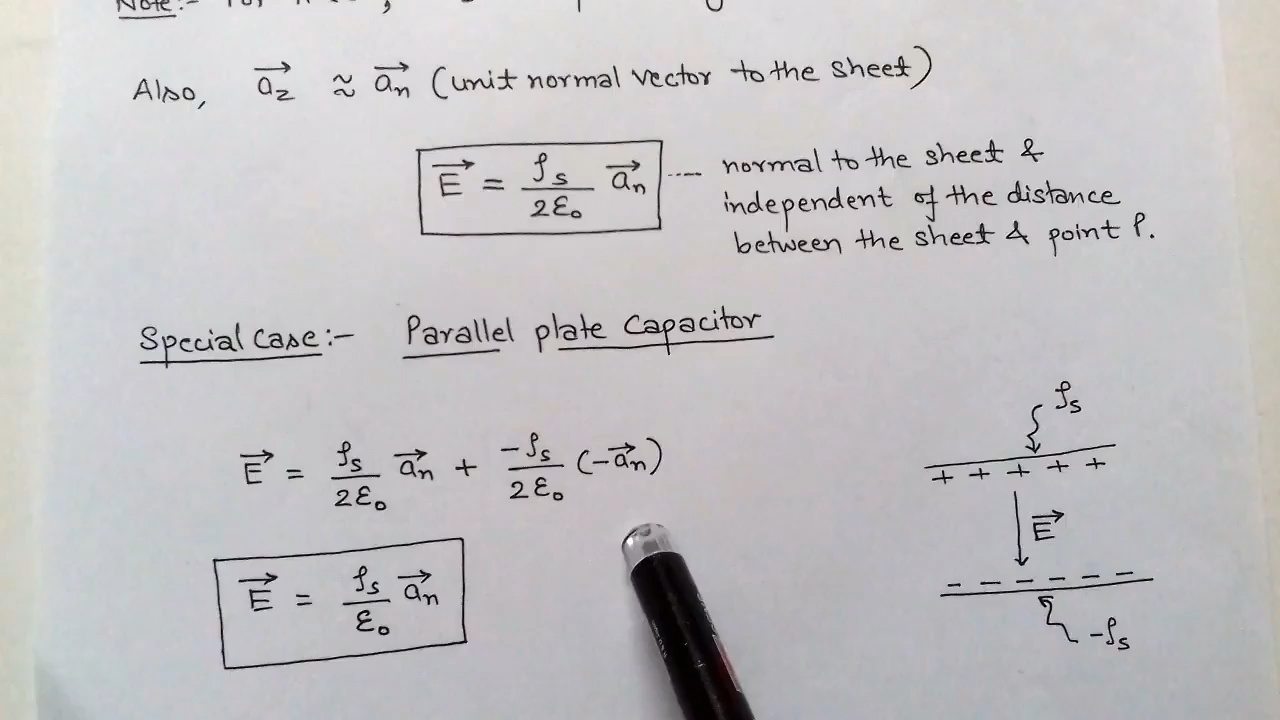 Note:-
Also, a⃗z ≈ a⃗n (unit normal vector to the sheet)
E⃗ = ρs/2ε₀ a⃗n .... normal to the sheet &
independent of the distance
between the sheet & point P.
Special Case:- Parallel plate Capacitor
E⃗ = ρs/2ε₀ a⃗n + -ρs/2ε₀ (-a⃗n)
E⃗ = ρs/ε₀ a⃗n
ρs
+ + + + +
E⃗
- - - - - -
-ρs